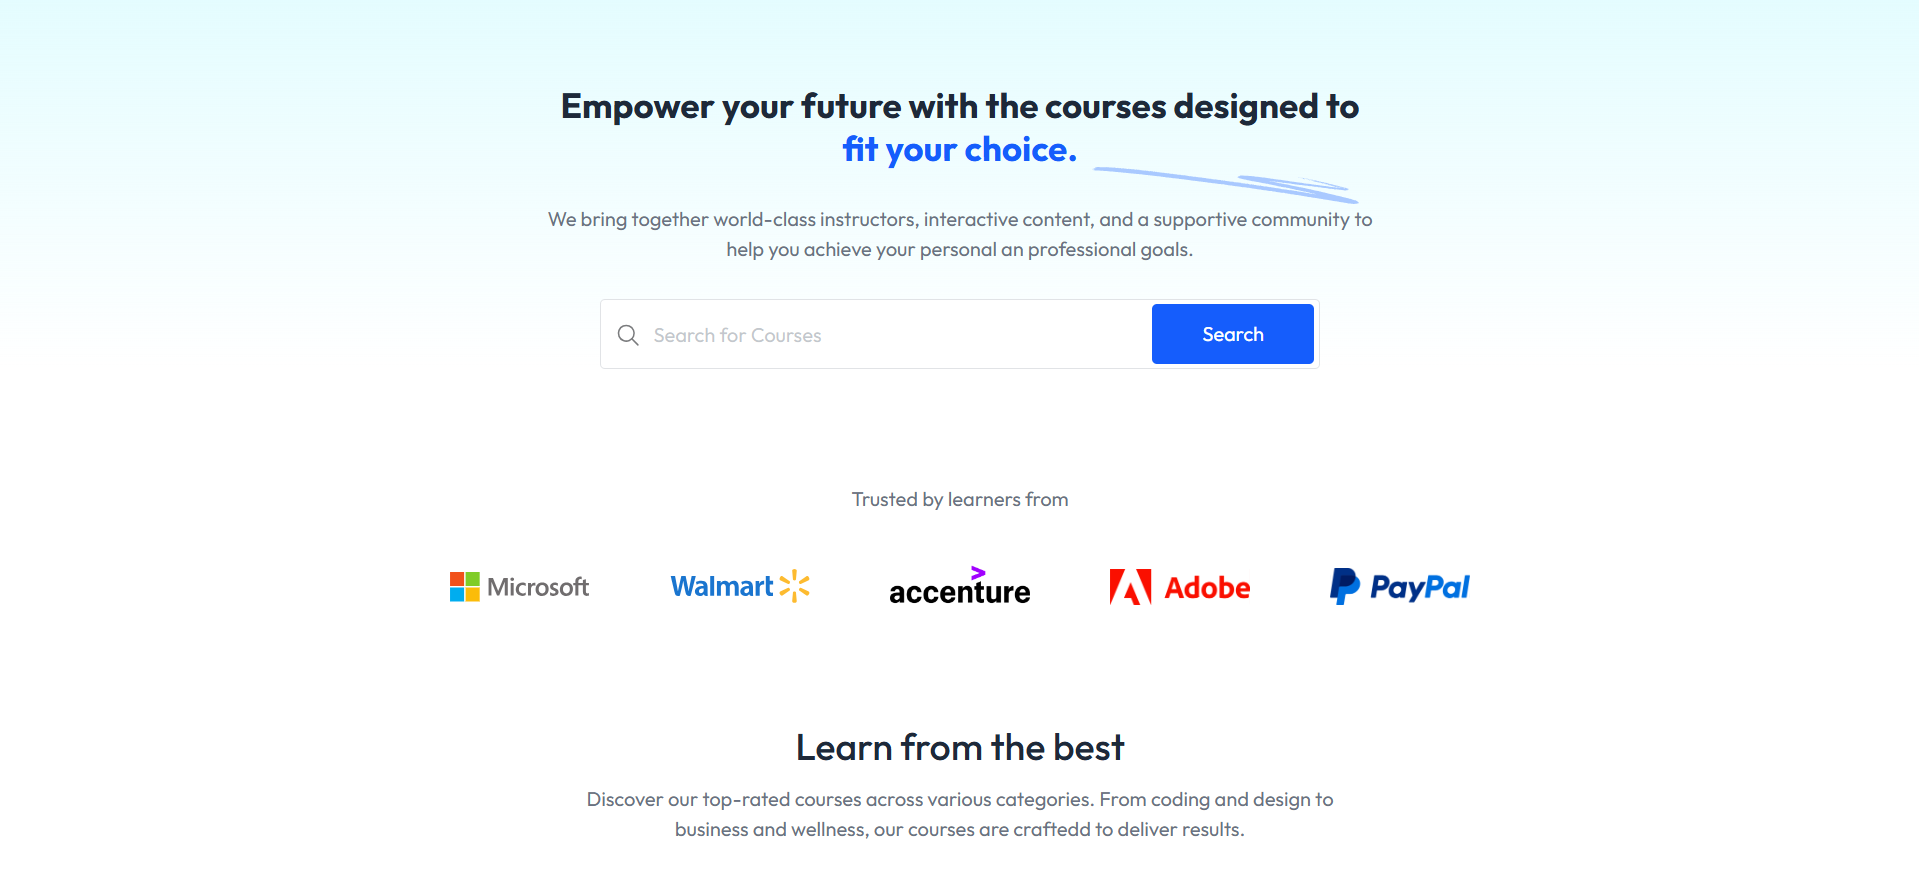 Empower your future with the courses designed to
fit your choice.
We bring together world-class instructors, interactive content, and a supportive community to
help you achieve your personal an professional goals.
Search for Courses
Search
Trusted by learners from
Microsoft
Walmart
accenture
Adobe
PayPal
Learn from the best
Discover our top-rated courses across various categories. From coding and design to
business and wellness, our courses are craftedd to deliver results.